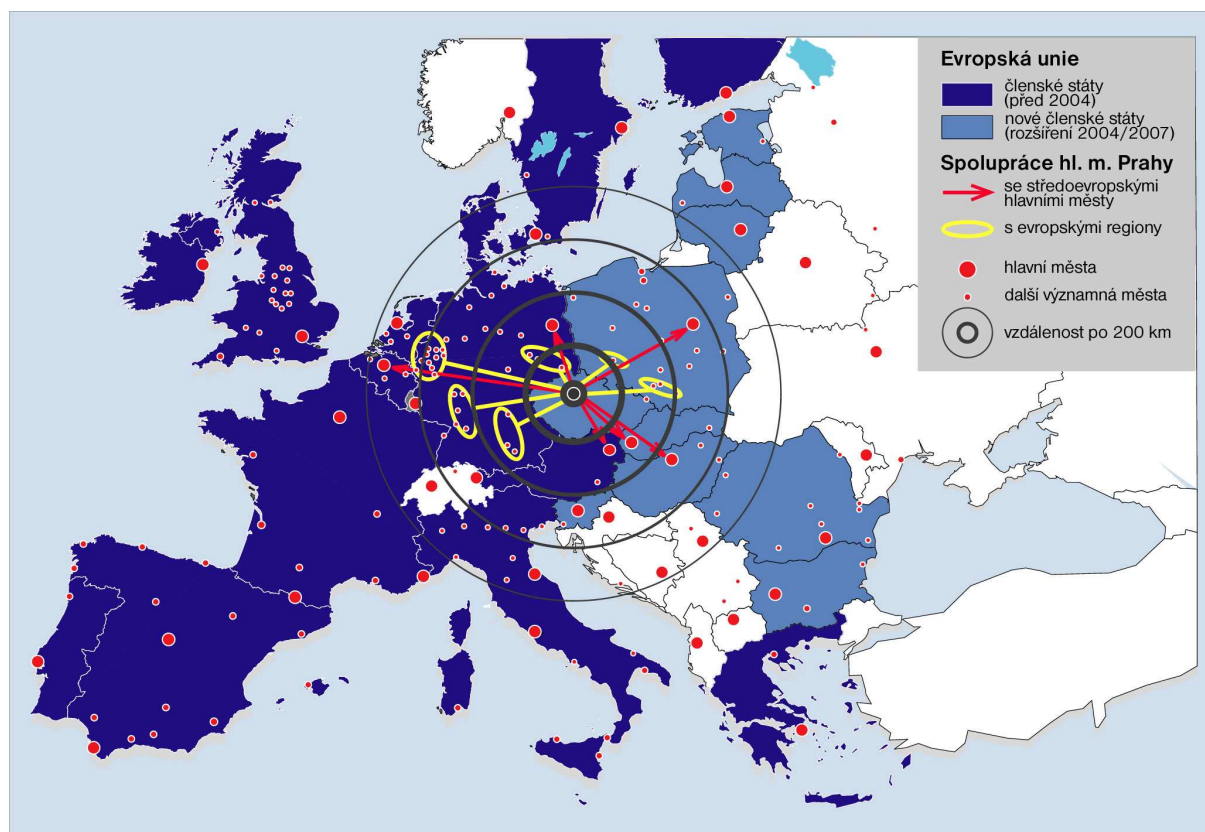 Evropská unie
členské státy
(před 2004)
nové členské státy
(rozšíření 2004/2007)
Spolupráce hl. m. Prahy
se středoevropskými
hlavními městy
s evropskými regiony
hlavní města
další významná města
vzdálenost po 200 km